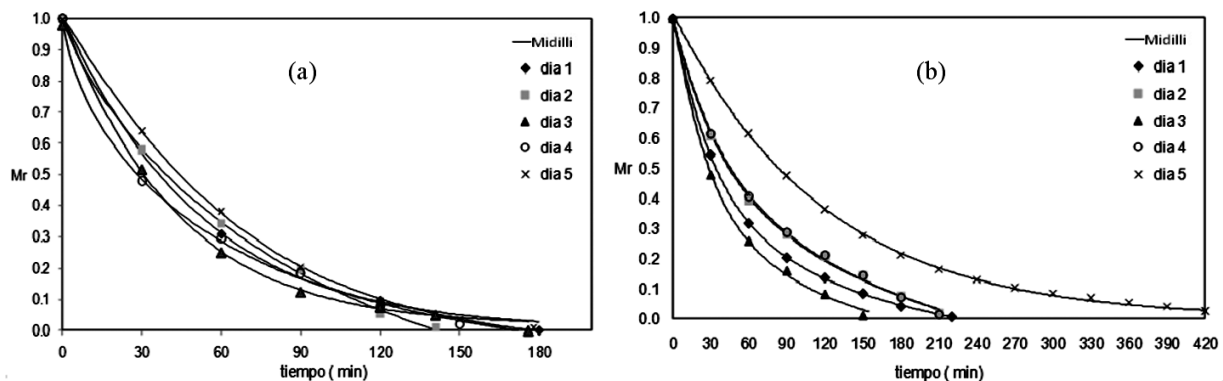 1.0
0.9
0.8
0.7
0.6
0.5
0.4
0.3
0.2
0.1
0.0
Mr
(a)
Midilli
dia 1
dia 2
dia 3
dia 4
dia 5
0 30 60 90 120 150 180
tiempo ( min)
1.0
0.9
0.8
0.7
0.6
0.5
0.4
0.3
0.2
0.1
0.0
Mr
(b)
Midilli
dia 1
dia 2
dia 3
dia 4
dia 5
0 30 60 90 120 150 180 210 240 270 300 330 360 390 420
tiempo ( min)